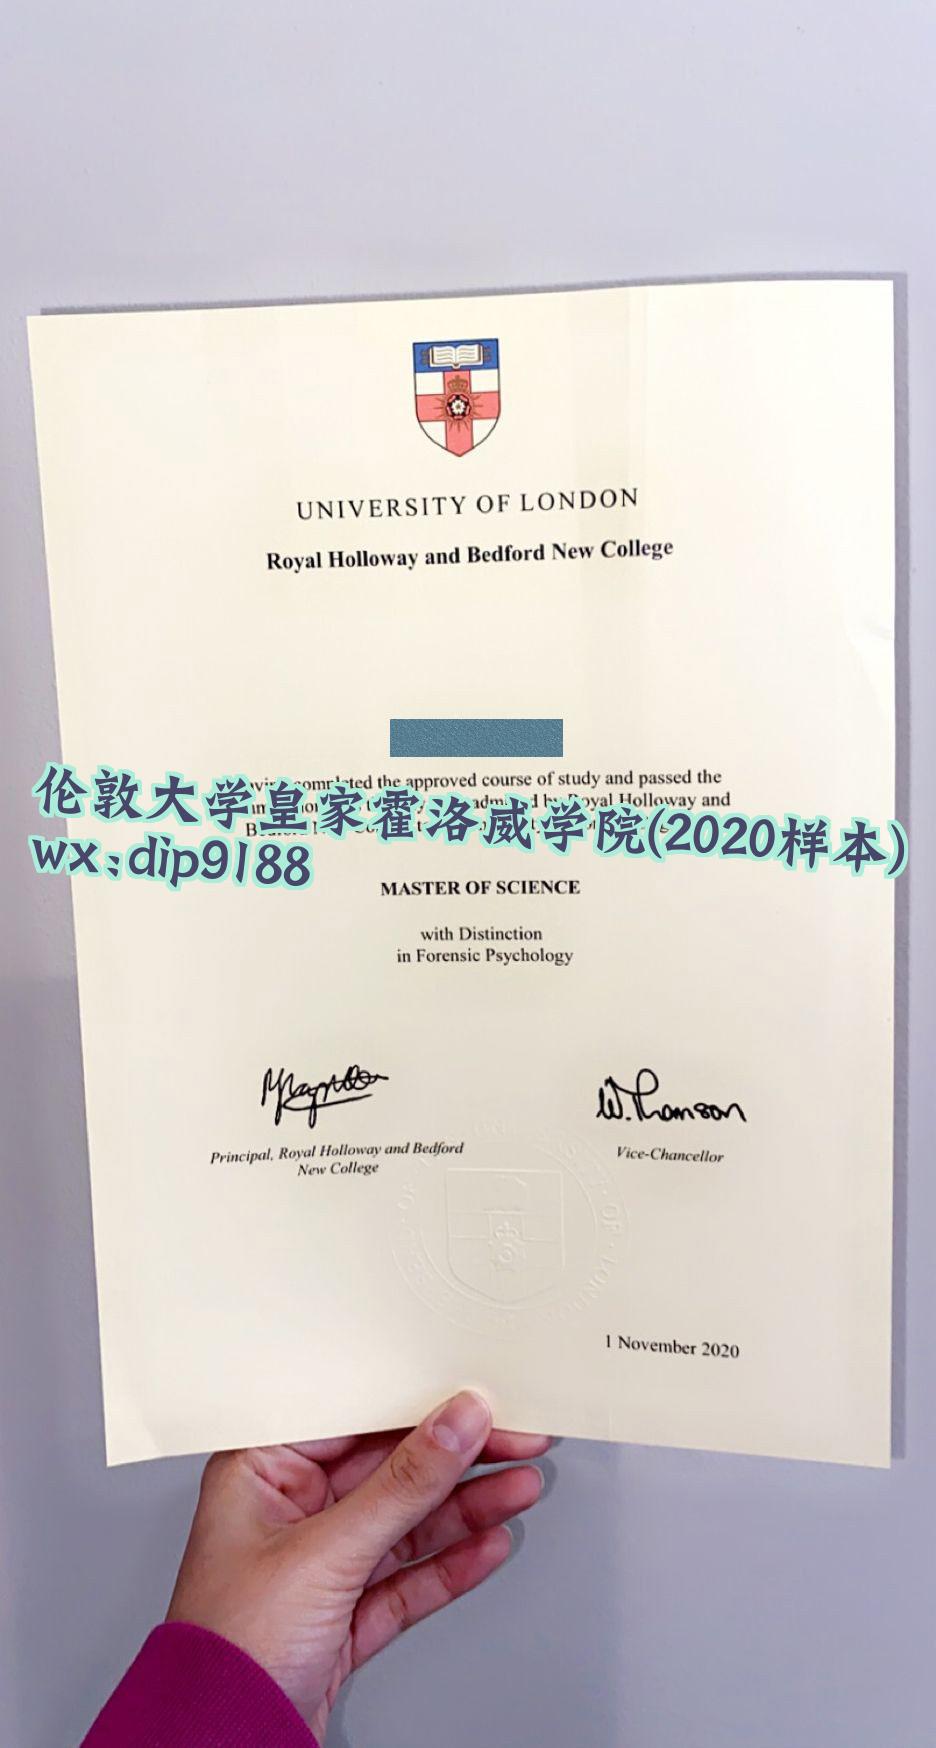 UNIVERSITY OF LONDON
Royal Holloway and Bedford New College
the approved course of study and passed the
Royal Holloway and
伦敦大学皇家霍洛威学院(2020样本)
wx:dip9188
MASTER OF SCIENCE
with Distinction
in Forensic Psychology
W. Thomson
Principal, Royal Holloway and Bedford
New College
Vice-Chancellor
1 November 2020